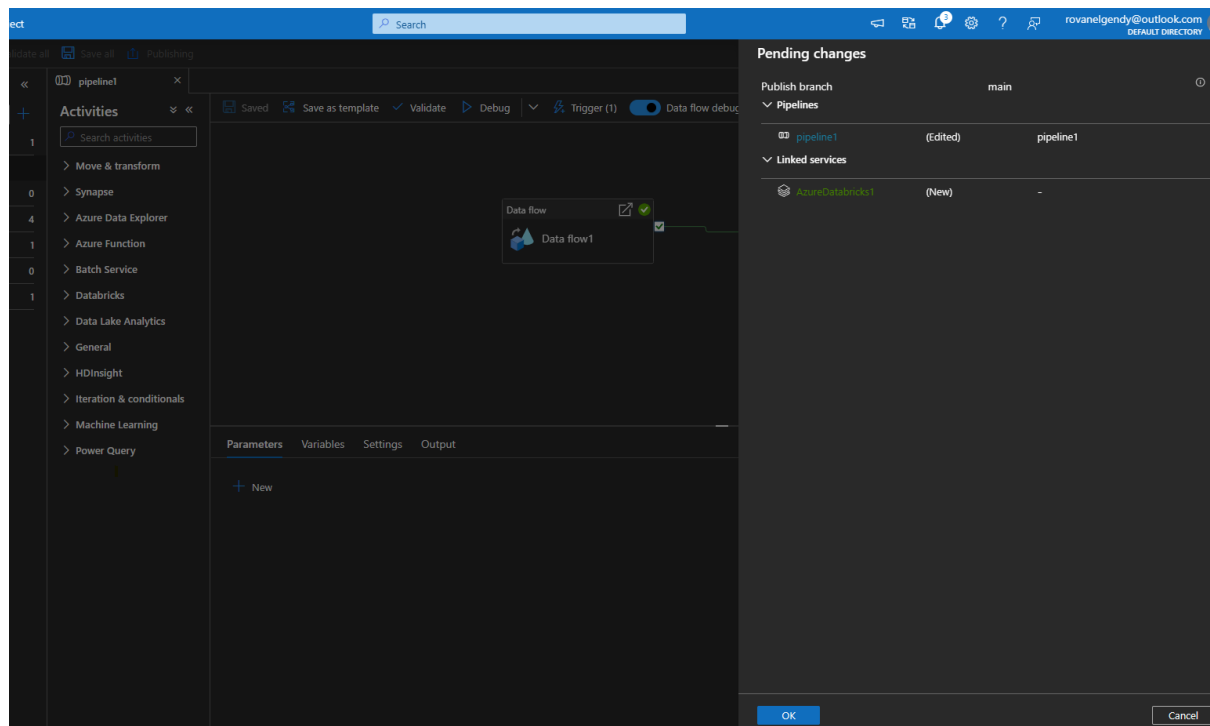 ect
Search
3
?
rovanelgendy@outlook.com
DEFAULT DIRECTORY
idate all Save all Publishing
Pending changes
« pipeline1 ×
Publish branch main
Activities
Saved Save as template Validate Debug Trigger (1) Data flow debug
Pipelines
1 Search activities
pipeline1 (Edited) pipeline1
Move & transform
Linked services
0 Synapse
AzureDatabricks1 (New) -
4 Azure Data Explorer
Data flow
1 Azure Function
Data flow1
0 Batch Service
1 Databricks
Data Lake Analytics
General
HDInsight
Iteration & conditionals
Machine Learning
Parameters Variables Settings Output
Power Query
New
OK Cancel